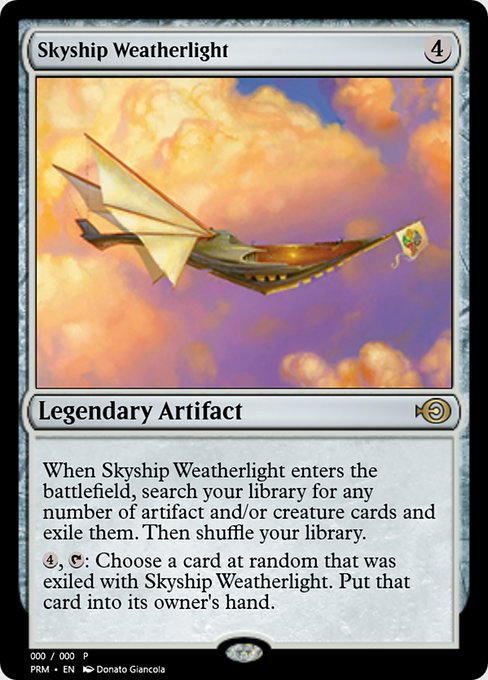 Skyship Weatherlight 4
Legendary Artifact
When Skyship Weatherlight enters the
battlefield, search your library for any
number of artifact and/or creature cards and
exile them. Then shuffle your library.
4, : Choose a card at random that was
exiled with Skyship Weatherlight. Put that
card into its owner's hand.
000 / 000 P
PRM • EN Donato Giancola